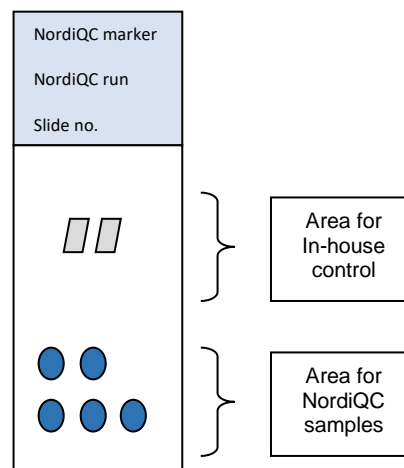 NordiQC marker
NordiQC run
Slide no.
Area for
In-house
control
Area for
NordiQC
samples